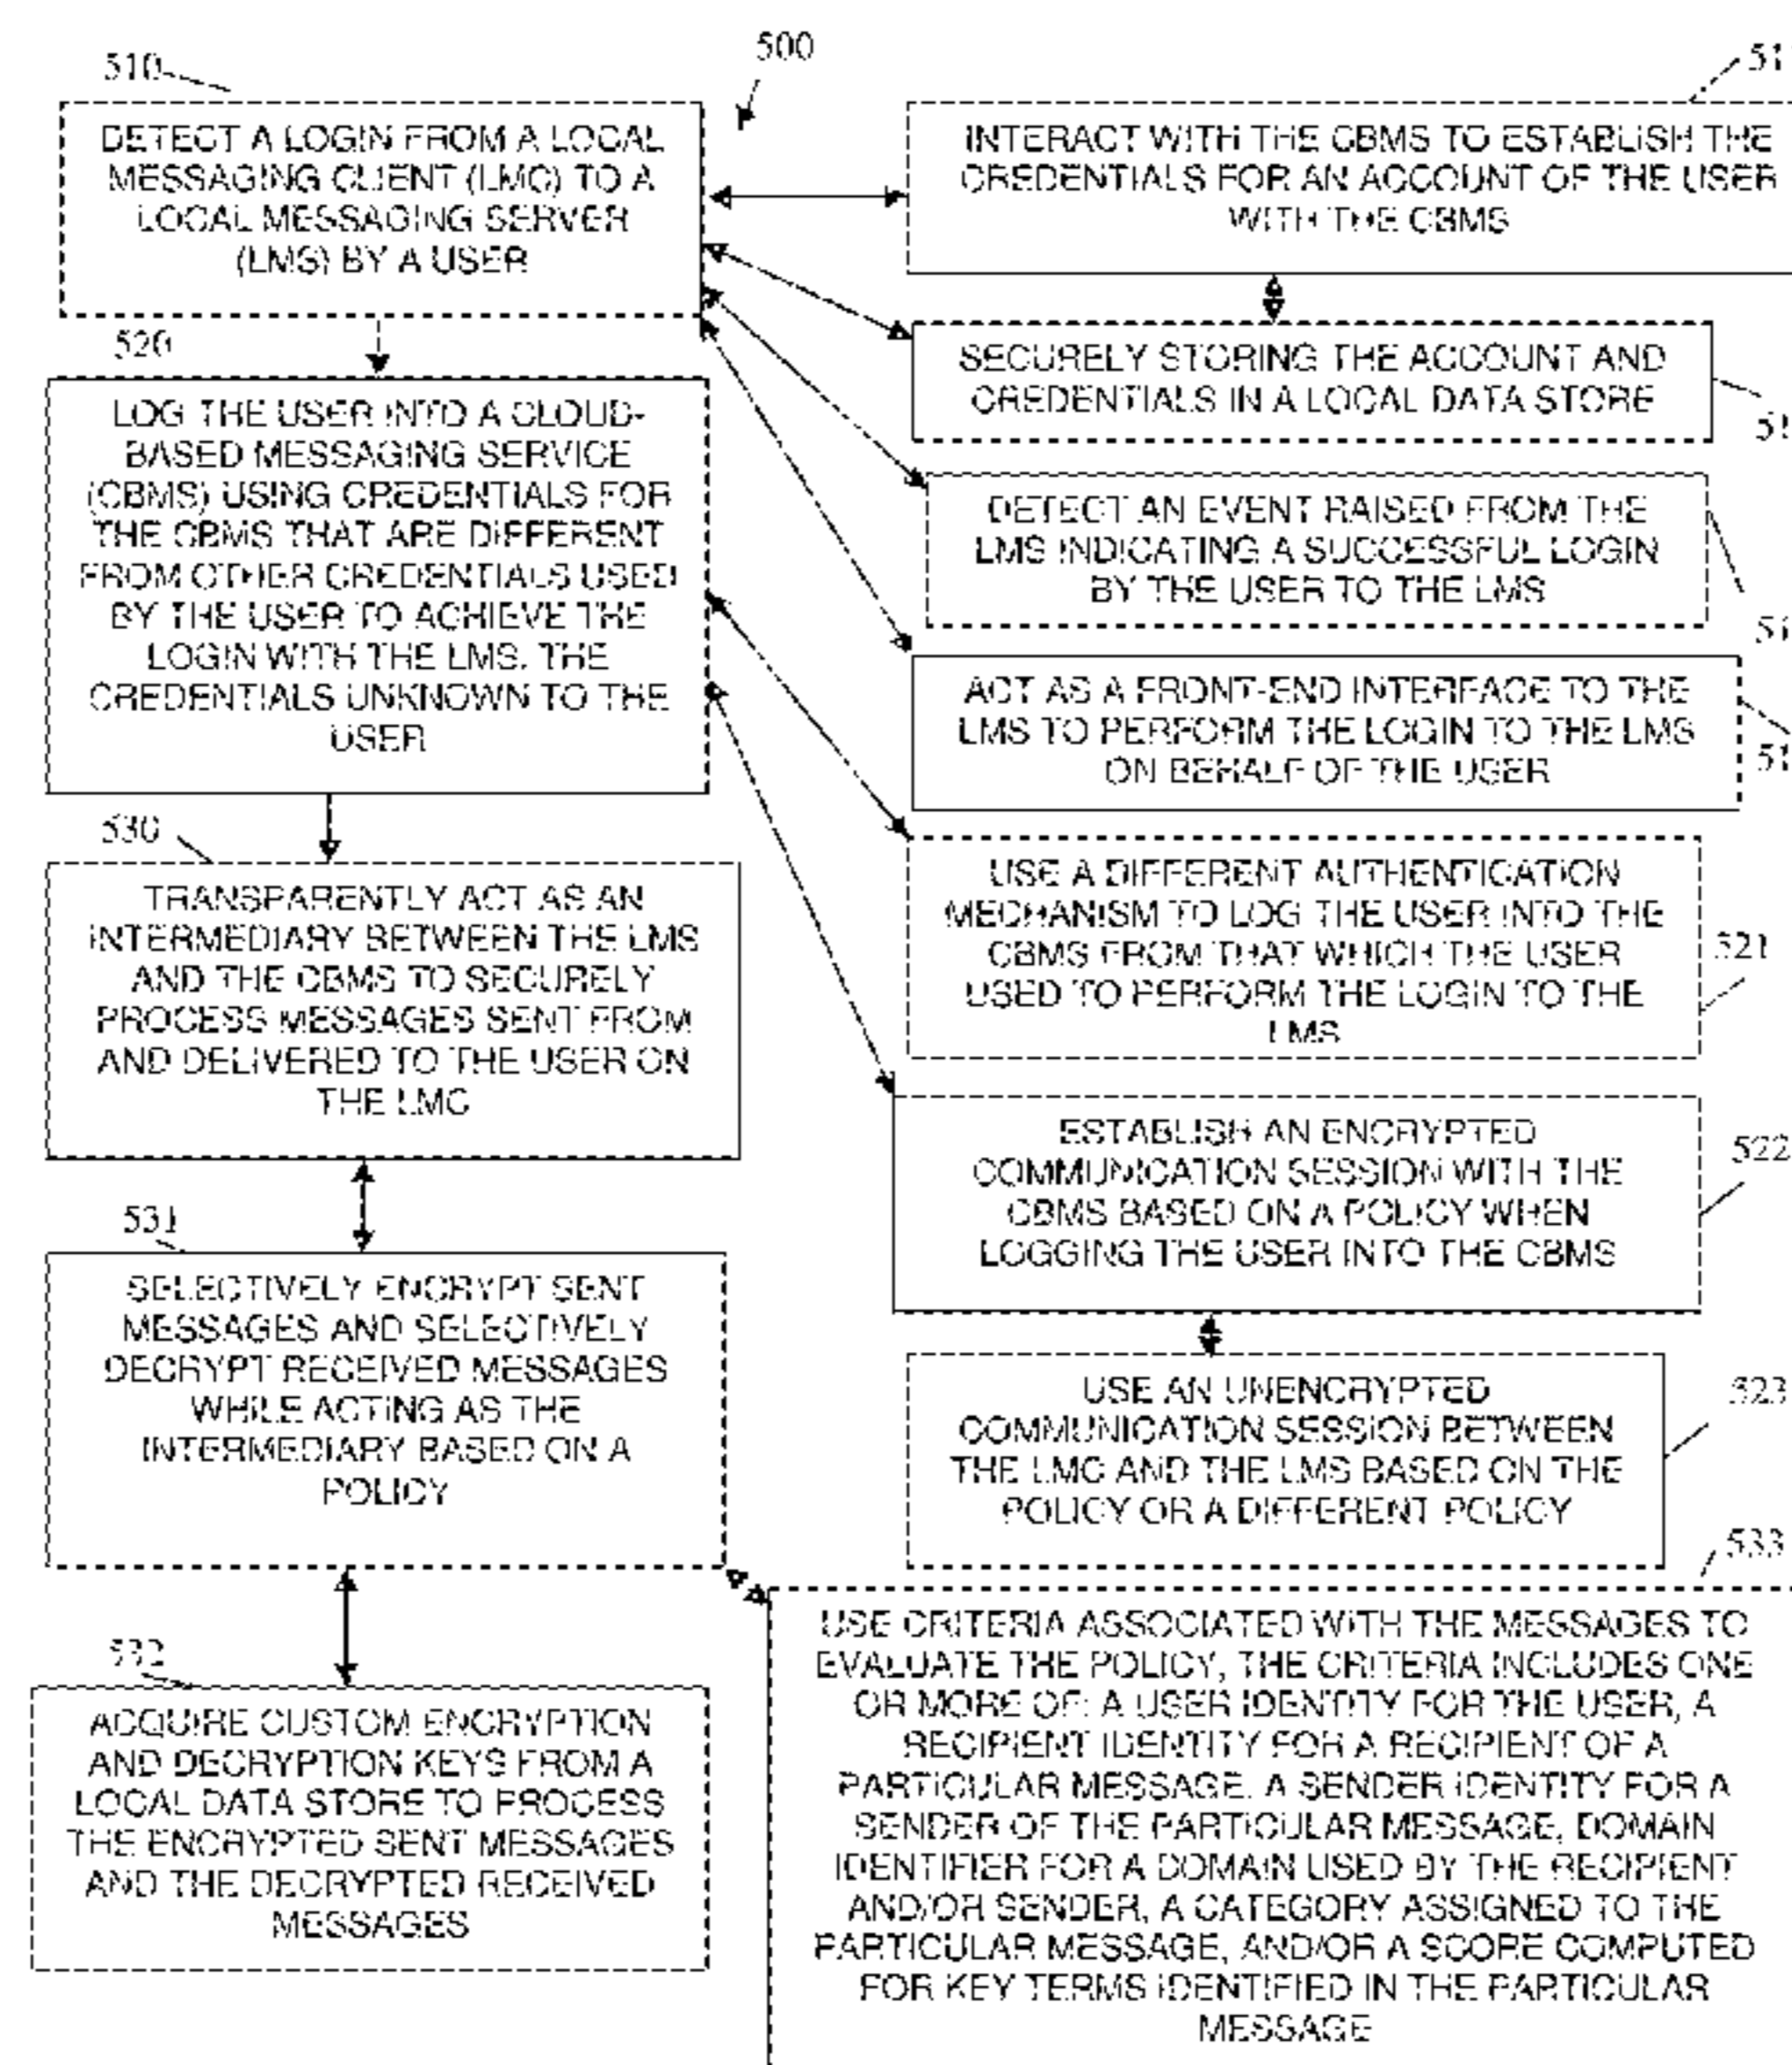 500
510
DETECT A LOGIN FROM A LOCAL
MESSAGING CLIENT (LMC) TO A
LOCAL MESSAGING SERVER
(LMS) BY A USER
520
LOG THE USER INTO A CLOUD-
BASED MESSAGING SERVICE
(CBMS) USING CREDENTIALS FOR
THE CBMS THAT ARE DIFFERENT
FROM OTHER CREDENTIALS USED
BY THE USER TO ACHIEVE THE
LOGIN WITH THE LMS, THE
CREDENTIALS UNKNOWN TO THE
USER
530
TRANSPARENTLY ACT AS AN
INTERMEDIARY BETWEEN THE LMS
AND THE CBMS TO SECURELY
PROCESS MESSAGES SENT FROM
AND DELIVERED TO THE USER ON
THE LMC
531
SELECTIVELY ENCRYPT SENT
MESSAGES AND SELECTIVELY
DECRYPT RECEIVED MESSAGES
WHILE ACTING AS THE
INTERMEDIARY BASED ON A
POLICY
532
ACQUIRE CUSTOM ENCRYPTION
AND DECRYPTION KEYS FROM A
LOCAL DATA STORE TO PROCESS
THE ENCRYPTED SENT MESSAGES
AND THE DECRYPTED RECEIVED
MESSAGES
51
INTERACT WITH THE CBMS TO ESTABLISH THE
CREDENTIALS FOR AN ACCOUNT OF THE USER
WITH THE CBMS
SECURELY STORING THE ACCOUNT AND
CREDENTIALS IN A LOCAL DATA STORE
51
DETECT AN EVENT RAISED FROM THE
LMS INDICATING A SUCCESSFUL LOGIN
BY THE USER TO THE LMS
51
ACT AS A FRONT-END INTERFACE TO THE
LMS TO PERFORM THE LOGIN TO THE LMS
ON BEHALF OF THE USER
51
USE A DIFFERENT AUTHENTICATION
MECHANISM TO LOG THE USER INTO THE
CBMS FROM THAT WHICH THE USER
USED TO PERFORM THE LOGIN TO THE
LMS
521
ESTABLISH AN ENCRYPTED
COMMUNICATION SESSION WITH THE
CBMS BASED ON A POLICY WHEN
LOGGING THE USER INTO THE CBMS
522
USE AN UNENCRYPTED
COMMUNICATION SESSION BETWEEN
THE LMC AND THE LMS BASED ON THE
POLICY OR A DIFFERENT POLICY
523
533
USE CRITERIA ASSOCIATED WITH THE MESSAGES TO
EVALUATE THE POLICY, THE CRITERIA INCLUDES ONE
OR MORE OF: A USER IDENTITY FOR THE USER, A
RECIPIENT IDENTITY FOR A RECIPIENT OF A
PARTICULAR MESSAGE, A SENDER IDENTITY FOR A
SENDER OF THE PARTICULAR MESSAGE, DOMAIN
IDENTIFIER FOR A DOMAIN USED BY THE RECIPIENT
AND/OR SENDER, A CATEGORY ASSIGNED TO THE
PARTICULAR MESSAGE, AND/OR A SCORE COMPUTED
FOR KEY TERMS IDENTIFIED IN THE PARTICULAR
MESSAGE